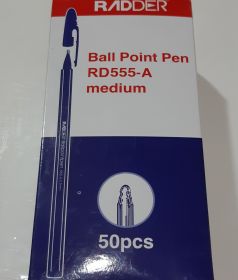 RADDER
Ball Point Pen
RD555-A
medium
50pcs